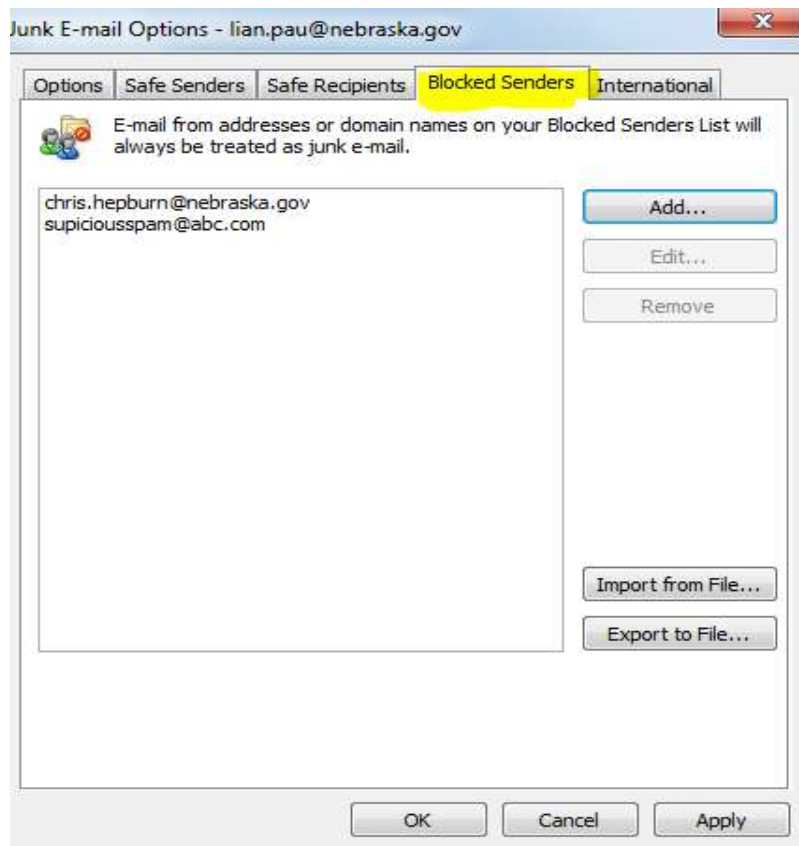 Junk E-mail Options - lian.pau@nebraska.gov
Options Safe Senders Safe Recipients Blocked Senders International
E-mail from addresses or domain names on your Blocked Senders List will
always be treated as junk e-mail.
chris.hepburn@nebraska.gov
supiciousspam@abc.com
Add...
Edit...
Remove
Import from File...
Export to File...
OK Cancel Apply